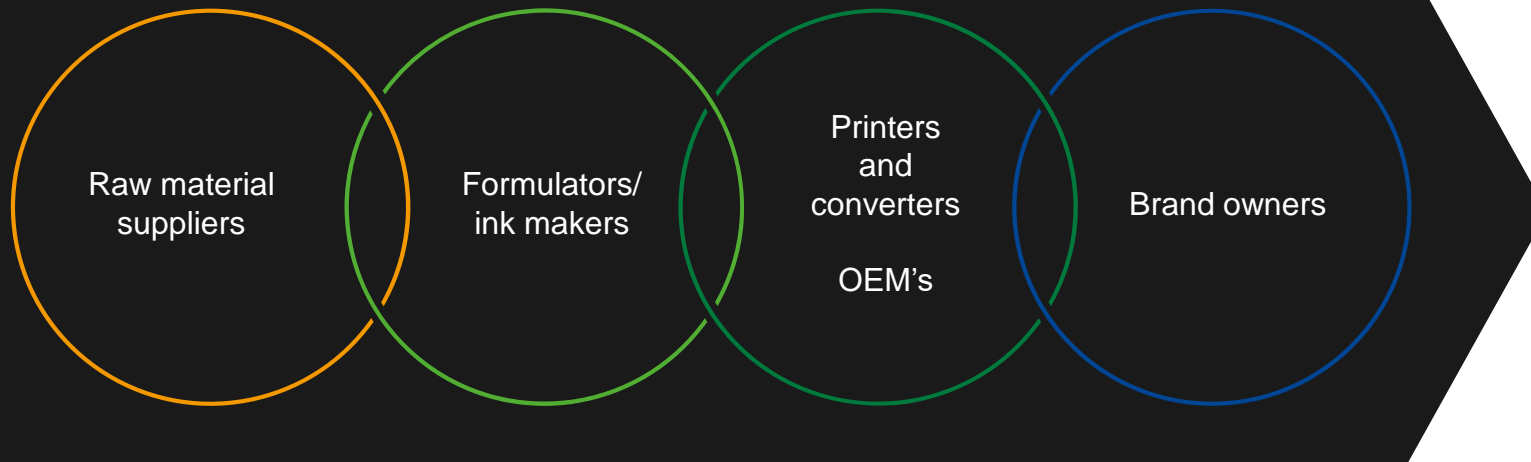 Raw material
suppliers
Formulators/
ink makers
Printers
and
converters
OEM’s
Brand owners